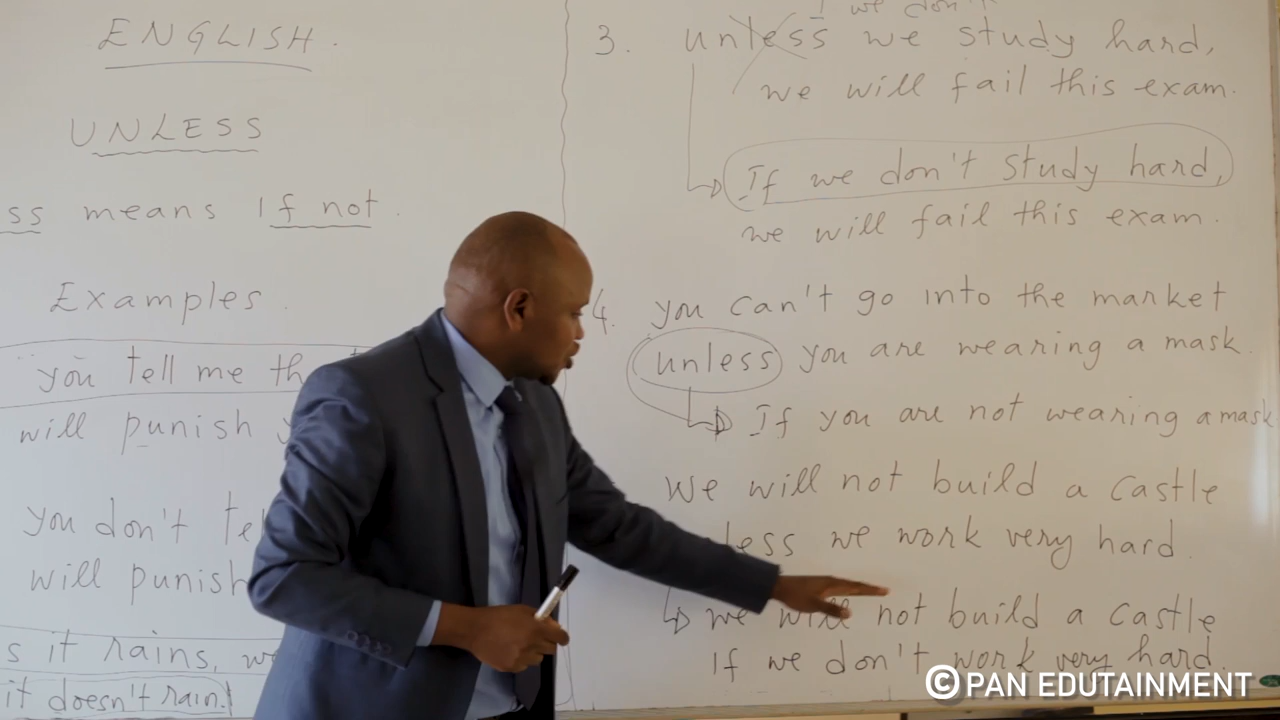 ENGLISH.
UNLESS
ss means If not.
Examples.
you tell me th
will punish y
you don't te
will punish
s it rains, we
it doesn't rain.
we don't
3. unless we study hard,
we will fail this exam.
If we don't study hard,
we will fail this exam.
4. you can't go into the market
unless you are wearing a mask.
If you are not wearing a mask
We will not build a castle
less we work very hard.
we will not build a castle
If we don't work very hard.
©PAN EDUTAINMENT